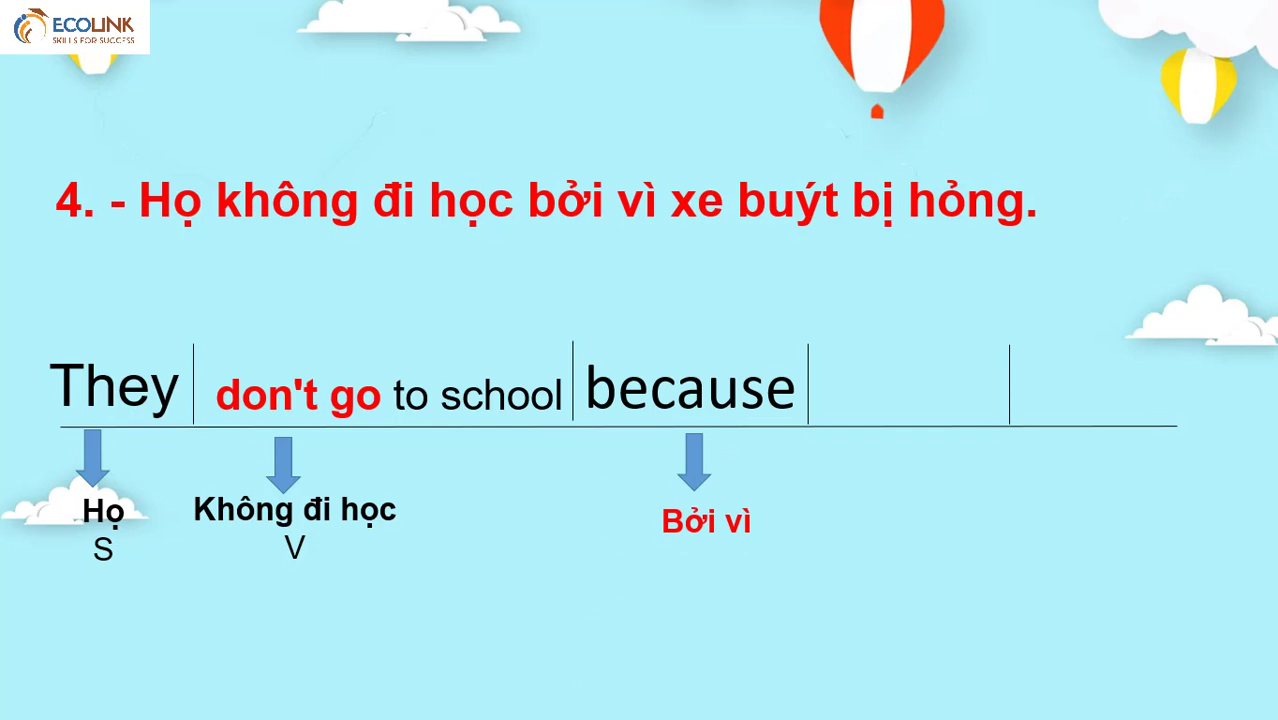 ECOLINK
SKILLS FOR SUCCESS
4. - Họ không đi học bởi vì xe buýt bị hỏng.
They don't go to school because
Họ Không đi học Bởi vì
S V